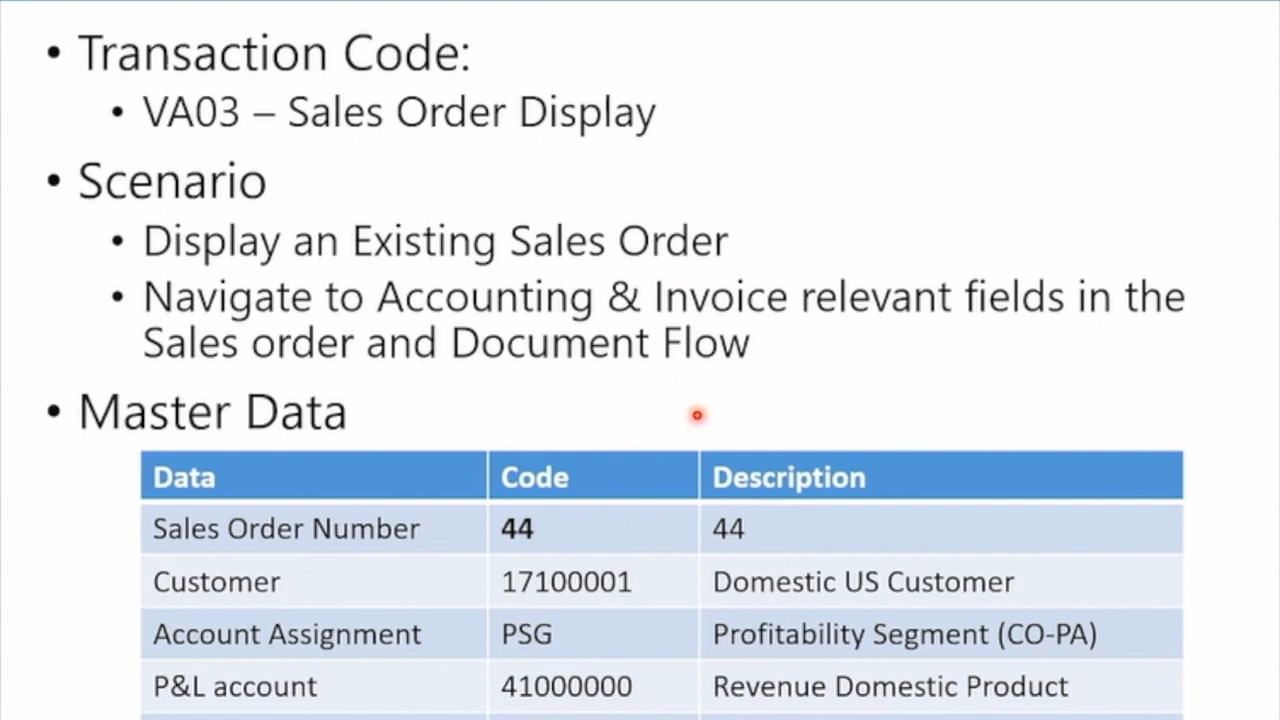 • Transaction Code:
• VA03 – Sales Order Display
• Scenario
• Display an Existing Sales Order
• Navigate to Accounting & Invoice relevant fields in the
Sales order and Document Flow
• Master Data
Data Code Description
Sales Order Number 44 44
Customer 17100001 Domestic US Customer
Account Assignment PSG Profitability Segment (CO-PA)
P&L account 41000000 Revenue Domestic Product